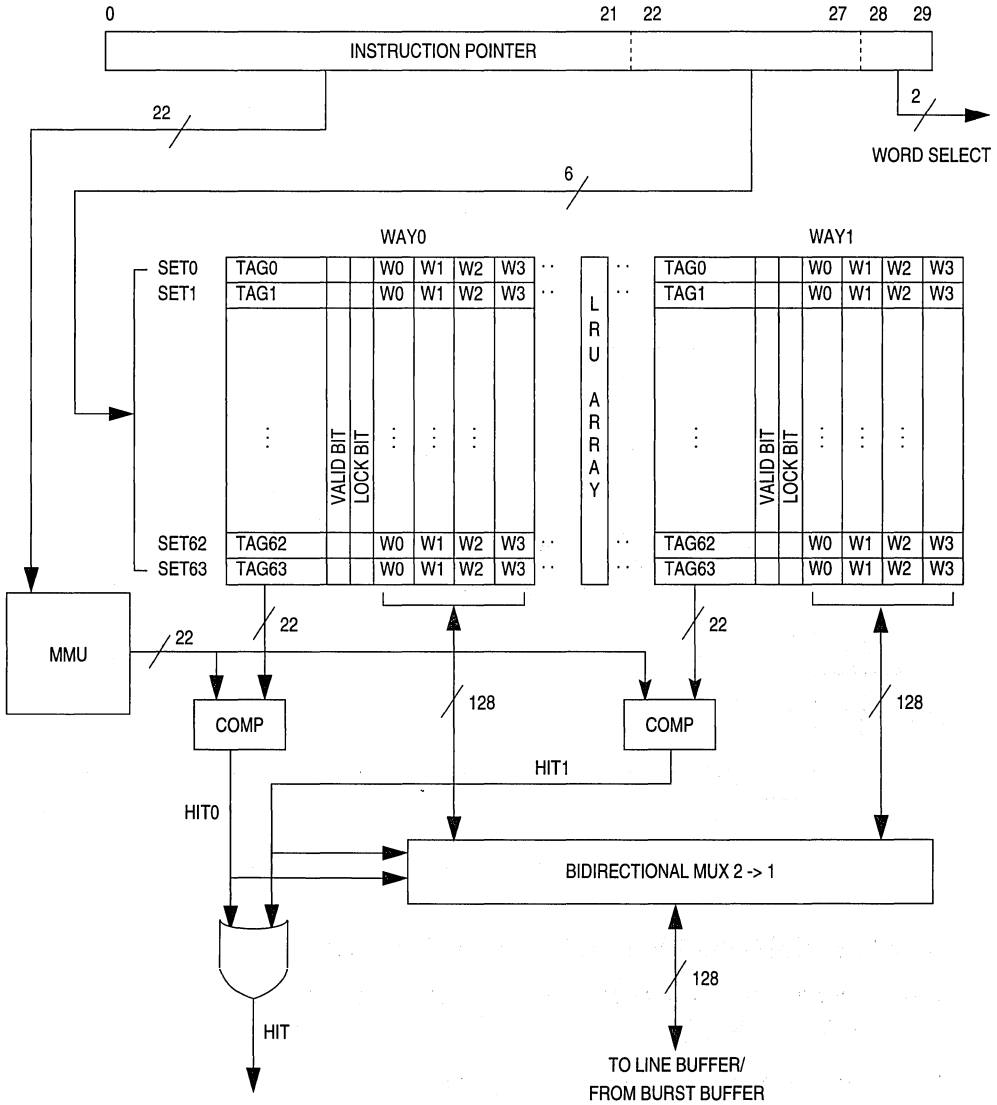 0 21 22 27 28 29
INSTRUCTION POINTER
22
2
WORD SELECT
6
WAY0 WAY1
SET0 TAG0 W0 W1 W2 W3 TAG0 W0 W1 W2 W3
SET1 TAG1 W0 W1 W2 W3 TAG1 W0 W1 W2 W3
LRU ARRAY
VALID BIT
LOCK BIT
VALID BIT
LOCK BIT
SET62 TAG62 W0 W1 W2 W3 TAG62 W0 W1 W2 W3
SET63 TAG63 W0 W1 W2 W3 TAG63 W0 W1 W2 W3
22 22
MMU
22
128 128
COMP COMP
HIT1
HIT0
BIDIRECTIONAL MUX 2 -> 1
128
HIT
TO LINE BUFFER/
FROM BURST BUFFER